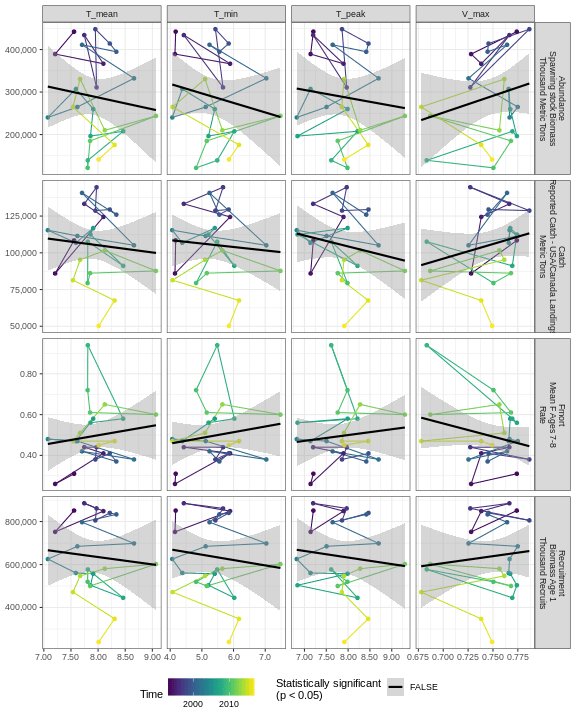 T_mean T_min T_peak V_max
400,000
300,000
200,000
Abundance
Spawning stock Biomass
Thousand Metric Tons
125,000
100,000
75,000
50,000
Catch
Reported Catch - USA/Canada Landings
Metric Tons
0.80
0.60
0.40
Fmort
Mean F Ages 7-8
Rate
800,000
600,000
400,000
Recruitment
Biomass Age 1
Thousand Recruits
7.00 7.50 8.00 8.50 9.00 4.0 5.0 6.0 7.0 7.00 7.50 8.00 8.50 9.00 0.675 0.700 0.725 0.750 0.775
Time
2000 2010
Statistically significant
(p < 0.05)
FALSE